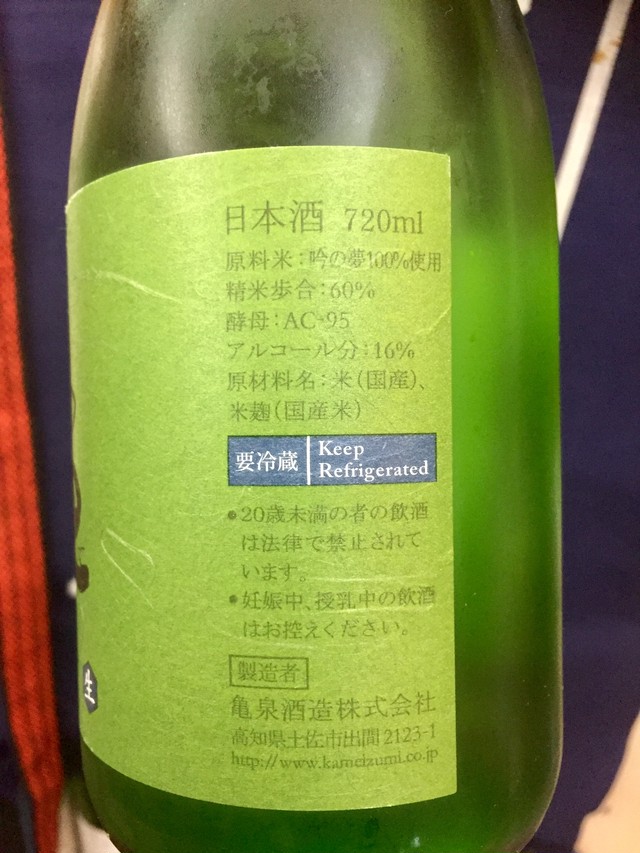 日本酒 720ml
原料米：吟の夢100%使用
精米歩合：60%
酵母：AC-95
アルコール分：16%
原材料名：米（国産）、
米麹（国産米）
要冷蔵
Keep
Refrigerated
●20歳未満の者の飲酒
は法律で禁止されて
います。
●妊娠中、授乳中の飲酒
はお控えください。
製造者
亀泉酒造株式会社
高知県土佐市出間2123-1
http://www.kameizumi.co.jp
生